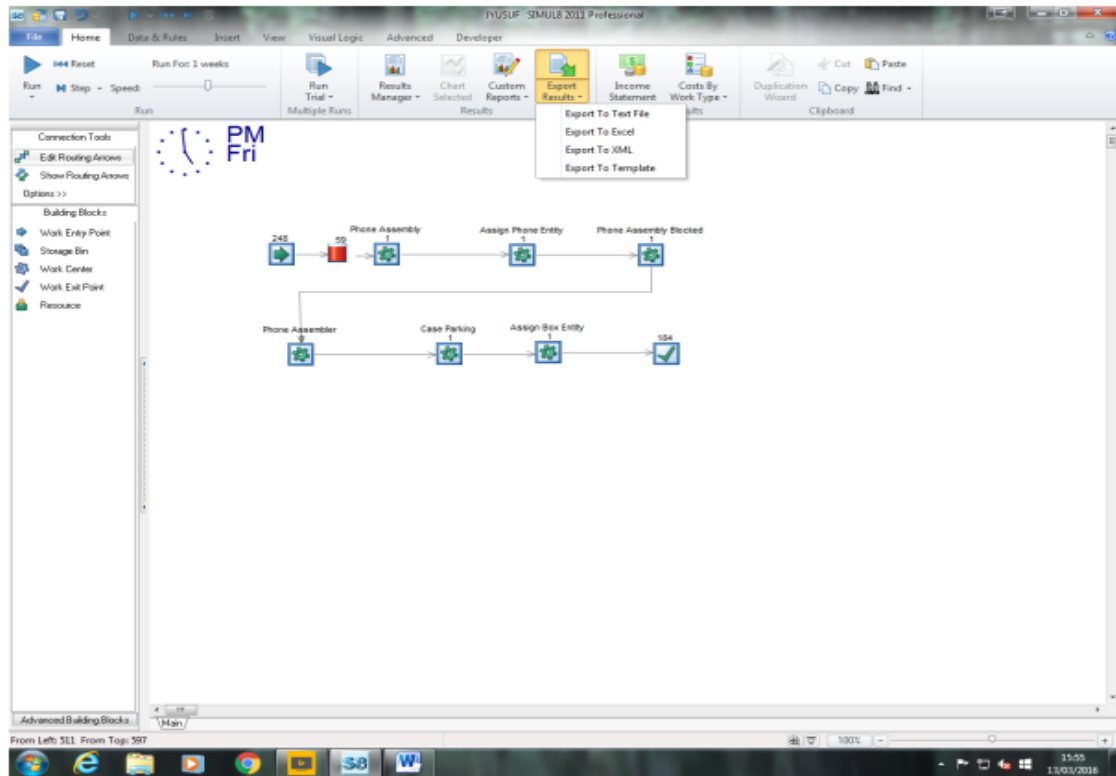 S8
JYUSUF SIMUL8 2011 Professional
File Home Data & Rules Insert View Visual Logic Advanced Developer
Run
Reset
Step
Speed:
Run For: 1 weeks
Run
Run Trial
Multiple Runs
Results Manager
Chart Selected
Custom Reports
Results
Export Results
Income Statement
Costs By Work Type
Duplication Wizard
Cut
Copy
Paste
Find
Clipboard
Export To Text File
Export To Excel
Export To XML
Export To Template
Connection Tools
Edit Routing Arrows
Show Routing Arrows
Options >>
Building Blocks
Work Entry Point
Storage Bin
Work Center
Work Exit Point
Resource
PM
Fri
248
59
Phone Assembly
1
Assign Phone Entity
1
Phone Assembly Blocked
1
Phone Assembler
Case Parking
1
Assign Box Entity
1
184
Advanced Building Blocks
Main
From Left: 511 From Top: 597
100%
S8
W
15:55
13/03/2016